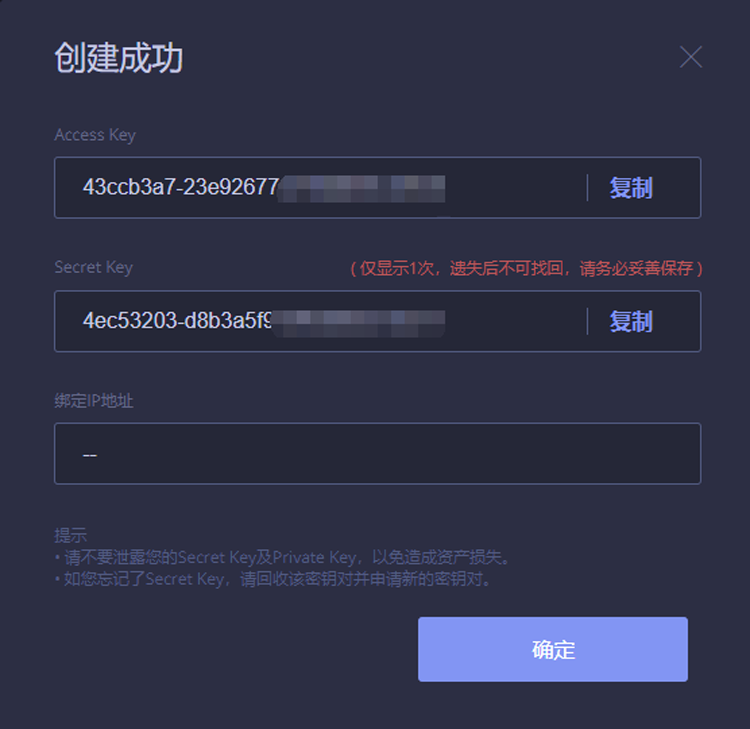 创建成功
Access Key
43ccb3a7-23e92677
复制
Secret Key
( 仅显示1次，遗失后不可找回，请务必妥善保存 )
4ec53203-d8b3a5f9
复制
绑定IP地址
--
提示
• 请不要泄露您的Secret Key及Private Key，以免造成资产损失。
• 如您忘记了Secret Key，请回收该密钥对并申请新的密钥对。
确定